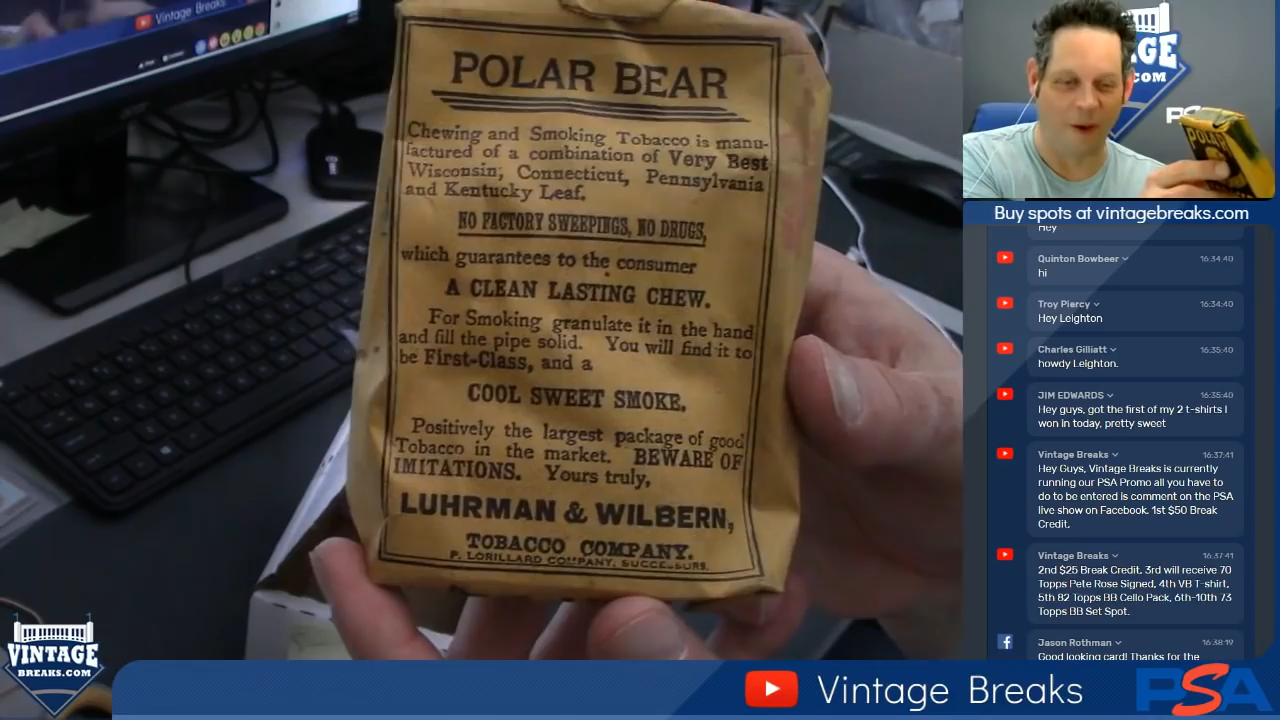 Vintage Breaks
POLAR BEAR
Chewing and Smoking Tobacco is manu-
factured of a combination of Very Best
Wisconsin, Connecticut, Pennsylvania
and Kentucky Leaf.
NO FACTORY SWEEPINGS, NO DRUGS,
which guarantees to the consumer
A CLEAN LASTING CHEW.
For Smoking granulate it in the hand
and fill the pipe solid. You will find it to
be First-Class, and a
COOL SWEET SMOKE.
Positively the largest package of good
Tobacco in the market. BEWARE OF
IMITATIONS. Yours truly,
LUHRMAN & WILBERN,
TOBACCO COMPANY.
P. LORILLARD COMPANY, SUCCESSORS.
AGE
.COM
PS
POLAR
Buy spots at vintagebreaks.com
Hey
Quinton Bowbeer 16:34:40
hi
Troy Piercy 16:34:40
Hey Leighton
Charles Gilliatt 16:35:40
howdy Leighton.
JIM EDWARDS 16:35:40
Hey guys, got the first of my 2 t-shirts I
won in today, pretty sweet
Vintage Breaks 16:37:41
Hey Guys, Vintage Breaks is currently
running our PSA Promo all you have to
do to be entered is comment on the PSA
live show on Facebook. 1st $50 Break
Credit,
Vintage Breaks 16:37:41
2nd $25 Break Credit, 3rd will receive 70
Topps Pete Rose Signed, 4th VB T-shirt,
5th 82 Topps BB Cello Pack, 6th-10th 73
Topps BB Set Spot.
Jason Rothman 16:38:19
Good looking card! Thanks for the
VINTAGE
BREAKS.COM
Vintage Breaks
PSA